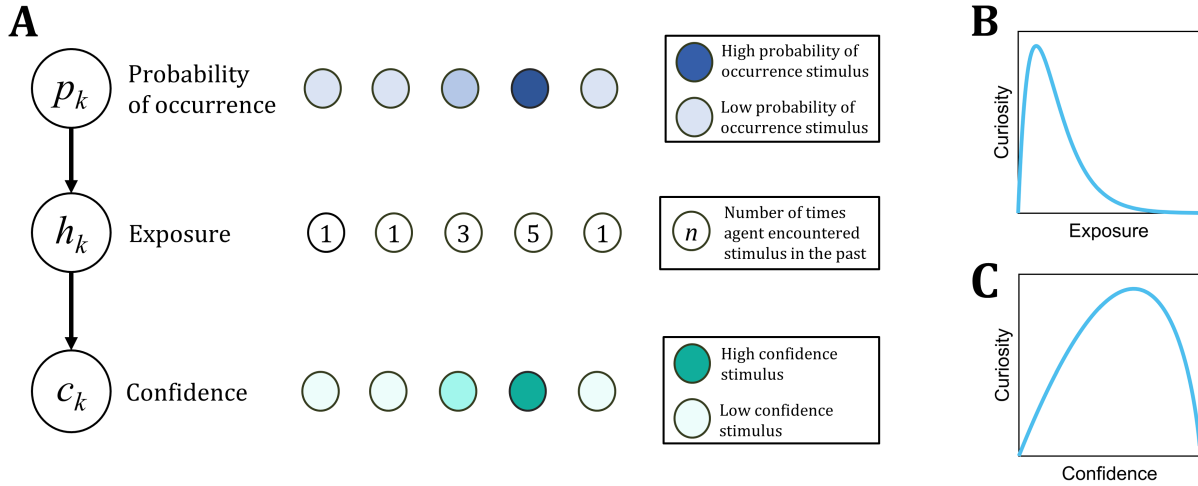 A
p_k
Probability
of occurrence
High probability of
occurrence stimulus
Low probability of
occurrence stimulus
h_k
Exposure
1 1 3 5 1
n
Number of times
agent encountered
stimulus in the past
c_k
Confidence
High confidence
stimulus
Low confidence
stimulus
B
Curiosity
Exposure
C
Curiosity
Confidence